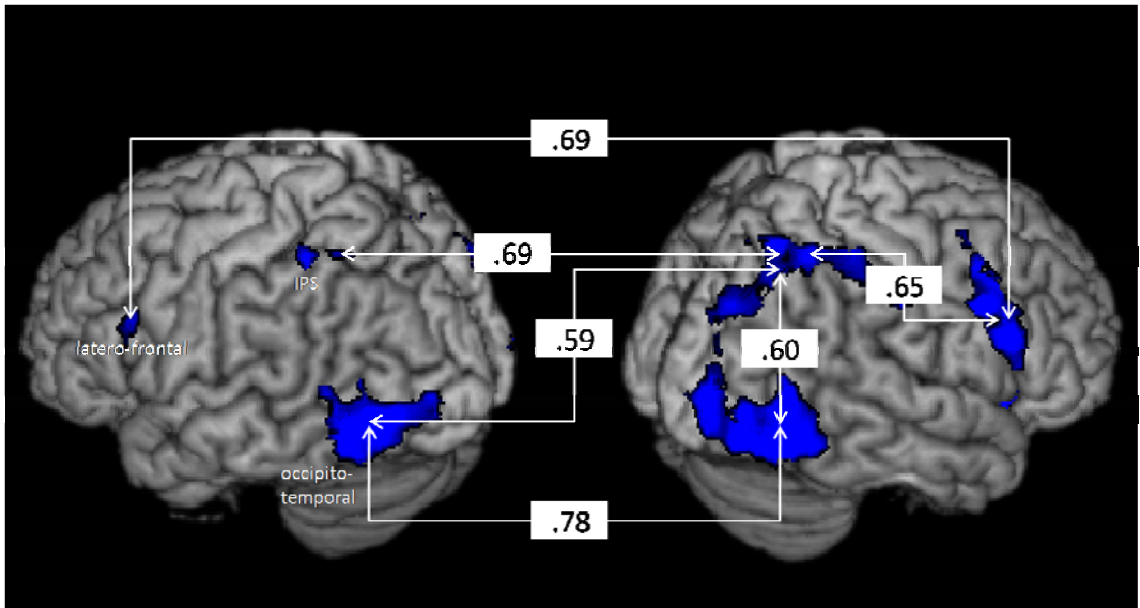 .69
.69
IPS
.65
.59
latero-frontal
.60
occipito-
temporal
.78